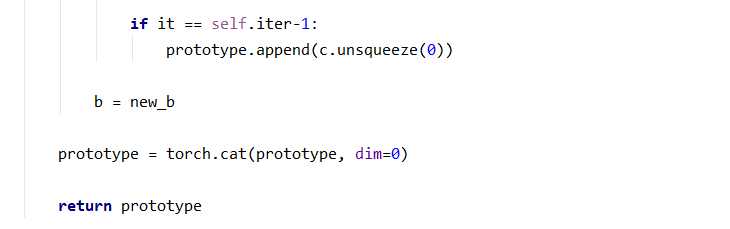 if it == self.iter-1:
prototype.append(c.unsqueeze(0))
b = new_b
prototype = torch.cat(prototype, dim=0)
return prototype